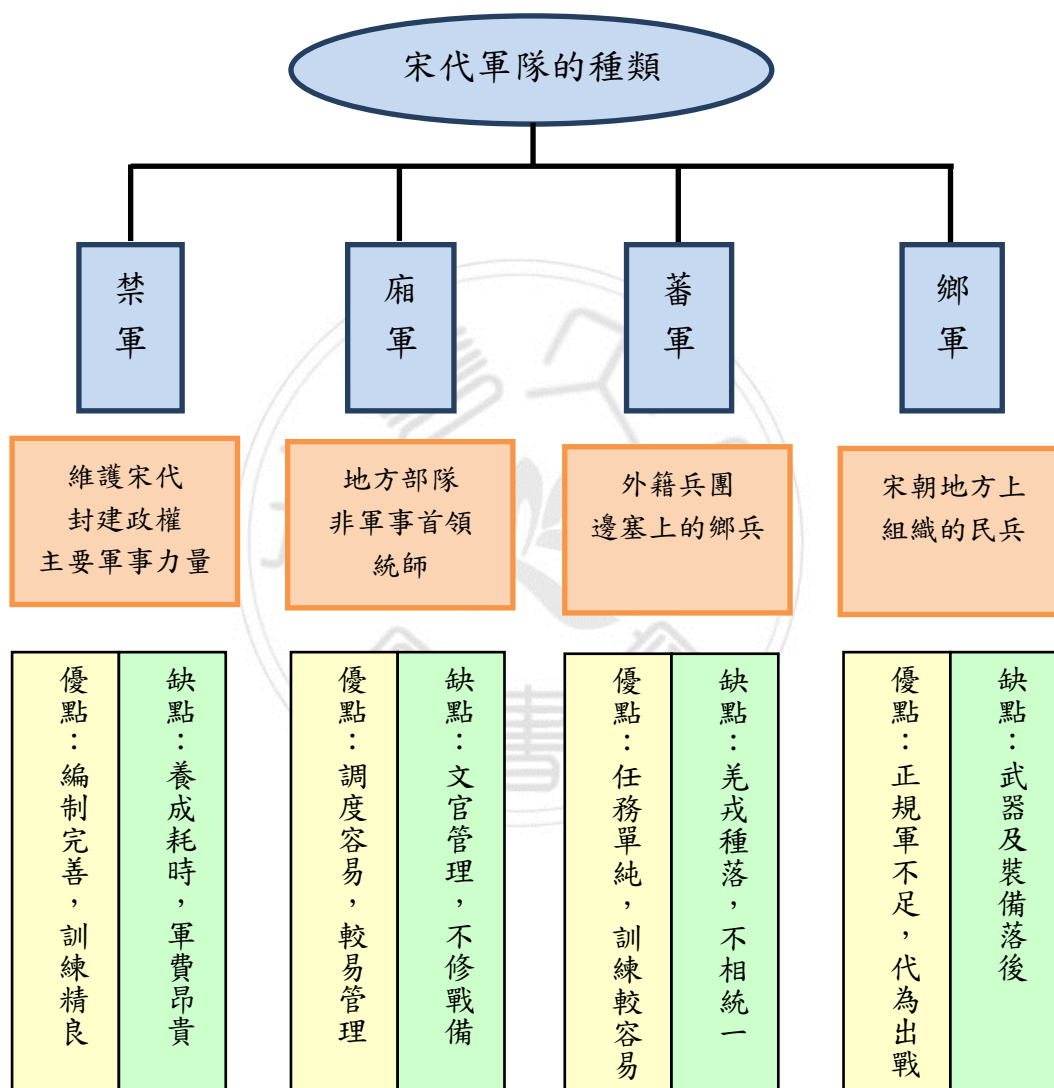 宋代軍隊的種類
禁軍
廂軍
蕃軍
鄉軍
維護宋代
封建政權
主要軍事力量
地方部隊
非軍事首領
統師
外籍兵團
邊塞上的鄉兵
宋朝地方上
組織的民兵
優點：編制完善，訓練精良
缺點：養成耗時，軍費昂貴
優點：調度容易，較易管理
缺點：文官管理，不修戰備
優點：任務單純，訓練較容易
缺點：羌戎種落，不相統一
優點：正規軍不足，代為出戰
缺點：武器及裝備落後